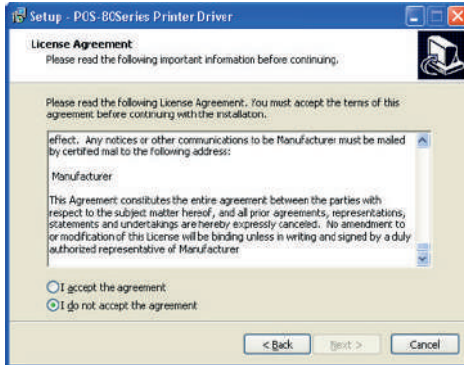 Setup - POS-80Series Printer Driver
License Agreement
Please read the following important information before continuing.
Please read the following License Agreement. You must accept the terms of this
agreement before continuing with the installation.
effect. Any notices or other communications to be Manufacturer must be mailed
by certified mail to the following address:
Manufacturer
This Agreement constitutes the entire agreement between the parties with
respect to the subject matter hereof, and all prior agreements, representations,
statements and undertakings are hereby expressly canceled. No amendment to
or modification of this License will be binding unless in writing and signed by a duly
authorized representative of Manufacturer
I accept the agreement
I do not accept the agreement
< Back
Next >
Cancel